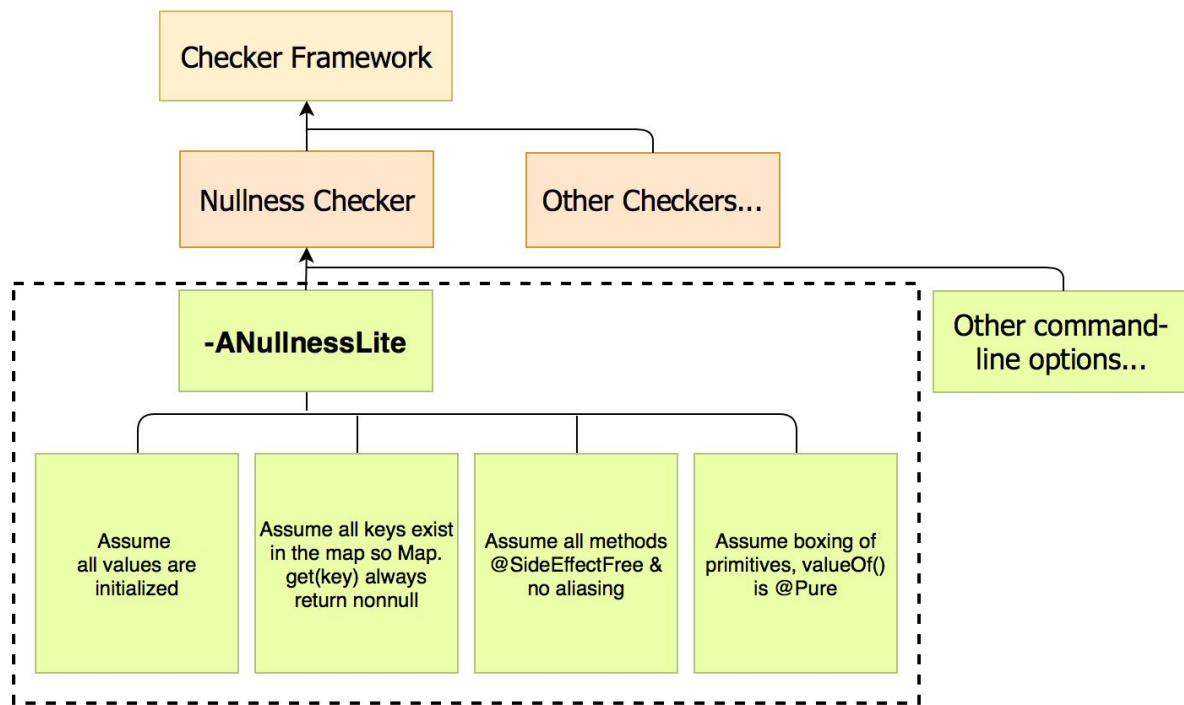 Checker Framework
Nullness Checker
Other Checkers...
-ANullnessLite
Other command-
line options...
Assume
all values are
initialized
Assume all keys exist
in the map so Map.
get(key) always
return nonnull
Assume all methods
@SideEffectFree &
no aliasing
Assume boxing of
primitives, valueOf()
is @Pure